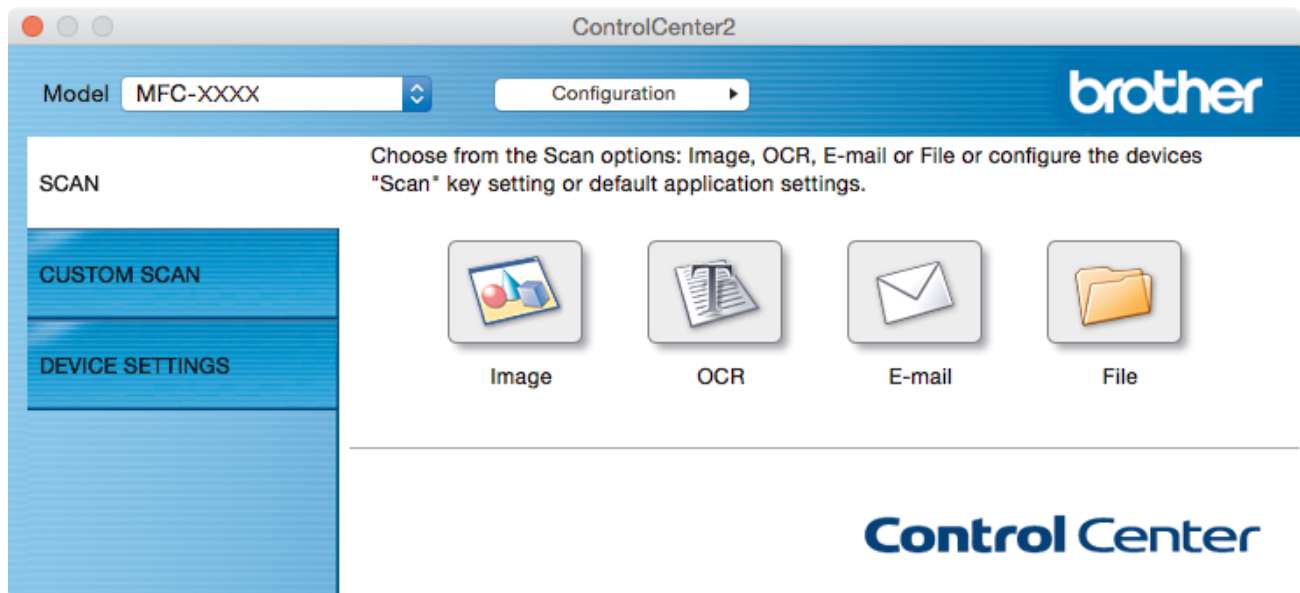 ControlCenter2
Model MFC-XXXX Configuration brother
SCAN
CUSTOM SCAN
DEVICE SETTINGS
Choose from the Scan options: Image, OCR, E-mail or File or configure the devices
"Scan" key setting or default application settings.
Image OCR E-mail File
Control Center